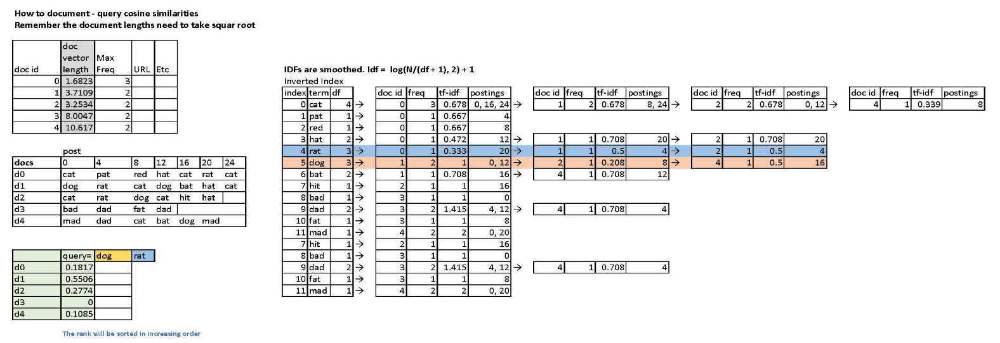 How to document - query cosine similarities
Remember the document lengths need to take squar root
doc id doc vector length Max Freq URL Etc
0 1.6823 3
1 3.7109 2
2 3.2534 2
3 8.0047 2
4 10.617 2
post
docs 0 4 8 12 16 20 24
d0 cat pat red hat cat rat cat
d1 dog rat cat dog bat hat cat
d2 cat rat dog cat hit hat
d3 bad dad fat dad
d4 mad dad cat bat dog mad
query= dog rat
d0 0.1817
d1 0.5506
d2 0.2774
d3 0
d4 0.1085
The rank will be sorted in increasing order
IDFs are smoothed. Idf = log(N/(df + 1), 2) + 1
Inverted Index
index term df doc id freq tf-idf postings doc id freq tf-idf postings doc id freq tf-idf postings doc id freq tf-idf postings
0 cat 4 → 0 3 0.678 0, 16, 24 → 1 2 0.678 8, 24 → 2 2 0.678 0, 12 → 4 1 0.339 8
1 pat 1 → 0 1 0.667 4
2 red 1 → 0 1 0.667 8
3 hat 2 → 0 1 0.472 12 → 1 1 0.708 20 → 2 1 0.708 20
4 rat 3 → 0 1 0.333 20 → 1 1 0.5 4 → 2 1 0.5 4
5 dog 3 → 1 2 1 0, 12 → 2 1 0.208 8 → 4 1 0.5 16
6 bat 2 → 1 1 0.708 16 → 4 1 0.708 12
7 hit 1 → 2 1 1 16
8 bad 1 → 3 1 1 0
9 dad 2 → 3 2 1.415 4, 12 → 4 1 0.708 4
10 fat 1 → 3 1 1 8
11 mad 1 → 4 2 2 0, 20
7 hit 1 → 2 1 1 16
8 bad 1 → 3 1 1 0
9 dad 2 → 3 2 1.415 4, 12 → 4 1 0.708 4
10 fat 1 → 3 1 1 8
11 mad 1 → 4 2 2 0, 20